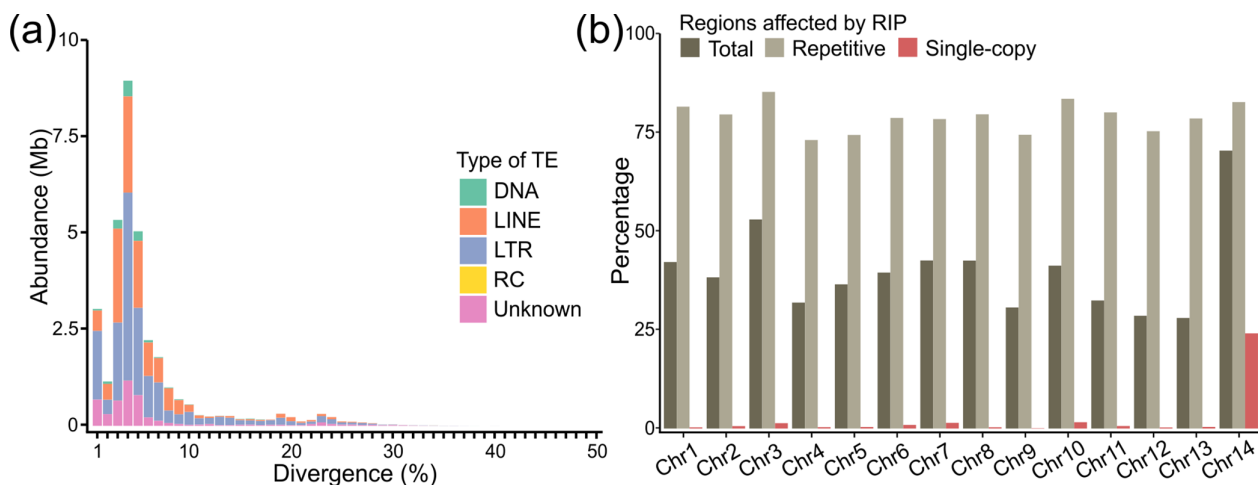 (a)
Abundance (Mb)
10
7.5
5
2.5
0
1
10
20
30
40
50
Divergence (%)
Type of TE
DNA
LINE
LTR
RC
Unknown
(b)
Percentage
100
75
50
25
0
Regions affected by RIP
Total Repetitive Single-copy
Chr1 Chr2 Chr3 Chr4 Chr5 Chr6 Chr7 Chr8 Chr9 Chr10 Chr11 Chr12 Chr13 Chr14